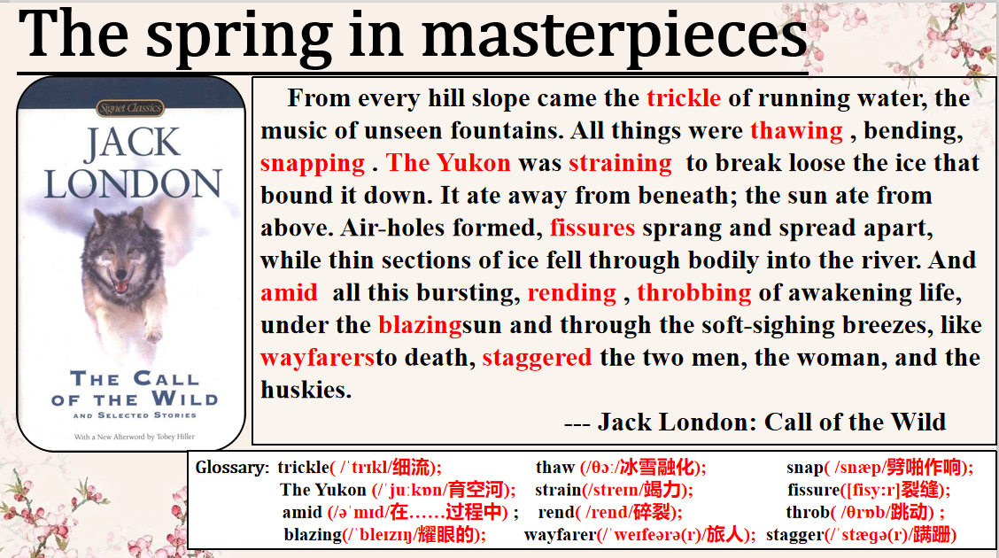 The spring in masterpieces
Signet Classics
JACK
LONDON
THE CALL
OF THE WILD
AND SELECTED STORIES
With a New Afterword by Tobey Hiller
From every hill slope came the trickle of running water, the
music of unseen fountains. All things were thawing , bending,
snapping . The Yukon was straining to break loose the ice that
bound it down. It ate away from beneath; the sun ate from
above. Air-holes formed, fissures sprang and spread apart,
while thin sections of ice fell through bodily into the river. And
amid all this bursting, rending , throbbing of awakening life,
under the blazingsun and through the soft-sighing breezes, like
wayfarersto death, staggered the two men, the woman, and the
huskies.
--- Jack London: Call of the Wild
Glossary: trickle( /ˈtrɪkl/细流); thaw (/θɔː/冰雪融化); snap( /snæp/劈啪作响);
The Yukon (/ˈjuːkɒn/育空河); strain(/streɪn/竭力); fissure([fisy:r]裂缝);
amid (/əˈmɪd/在……过程中) ; rend( /rend/碎裂); throb( /θrɒb/跳动) ;
blazing(/ˈbleɪzɪŋ/耀眼的); wayfarer(/ˈweɪfeərə(r)/旅人); stagger(/ˈstæɡə(r)/蹒跚)